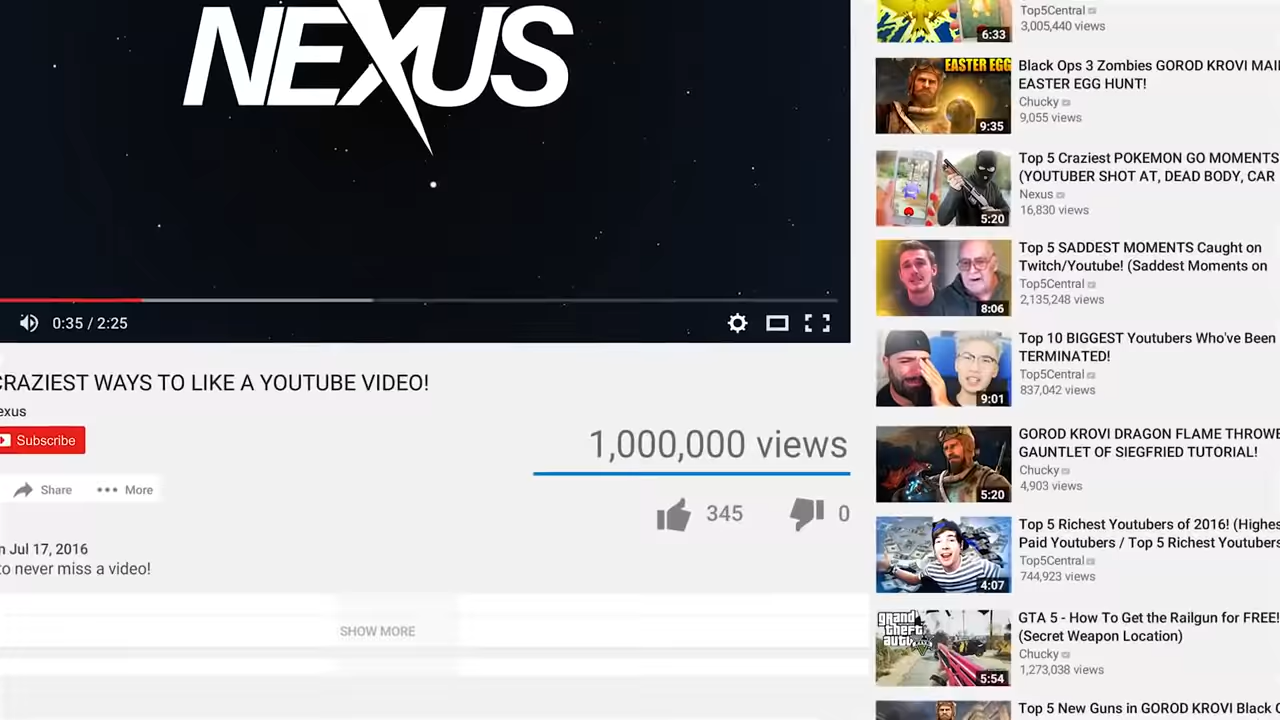 NEXUS
0:35 / 2:25
CRAZIEST WAYS TO LIKE A YOUTUBE VIDEO!
exus
Subscribe
1,000,000 views
Share
More
345
0
n Jul 17, 2016
to never miss a video!
SHOW MORE
6:33
Top5Central
3,005,440 views
EASTER EGG
9:35
Black Ops 3 Zombies GOROD KROVI MAI
EASTER EGG HUNT!
Chucky
9,055 views
5:20
Top 5 Craziest POKEMON GO MOMENTS
(YOUTUBER SHOT AT, DEAD BODY, CAR
Nexus
16,830 views
8:06
Top 5 SADDEST MOMENTS Caught on
Twitch/Youtube! (Saddest Moments on
Top5Central
2,135,248 views
9:01
Top 10 BIGGEST Youtubers Who've Been
TERMINATED!
Top5Central
837,042 views
5:20
GOROD KROVI DRAGON FLAME THROWE
GAUNTLET OF SIEGFRIED TUTORIAL!
Chucky
4,903 views
4:07
Top 5 Richest Youtubers of 2016! (Highes
Paid Youtubers / Top 5 Richest Youtubers
Top5Central
744,923 views
grand
theft
auto
V
5:54
GTA 5 - How To Get the Railgun for FREE!
(Secret Weapon Location)
Chucky
1,273,038 views
Top 5 New Guns in GOROD KROVI Black O